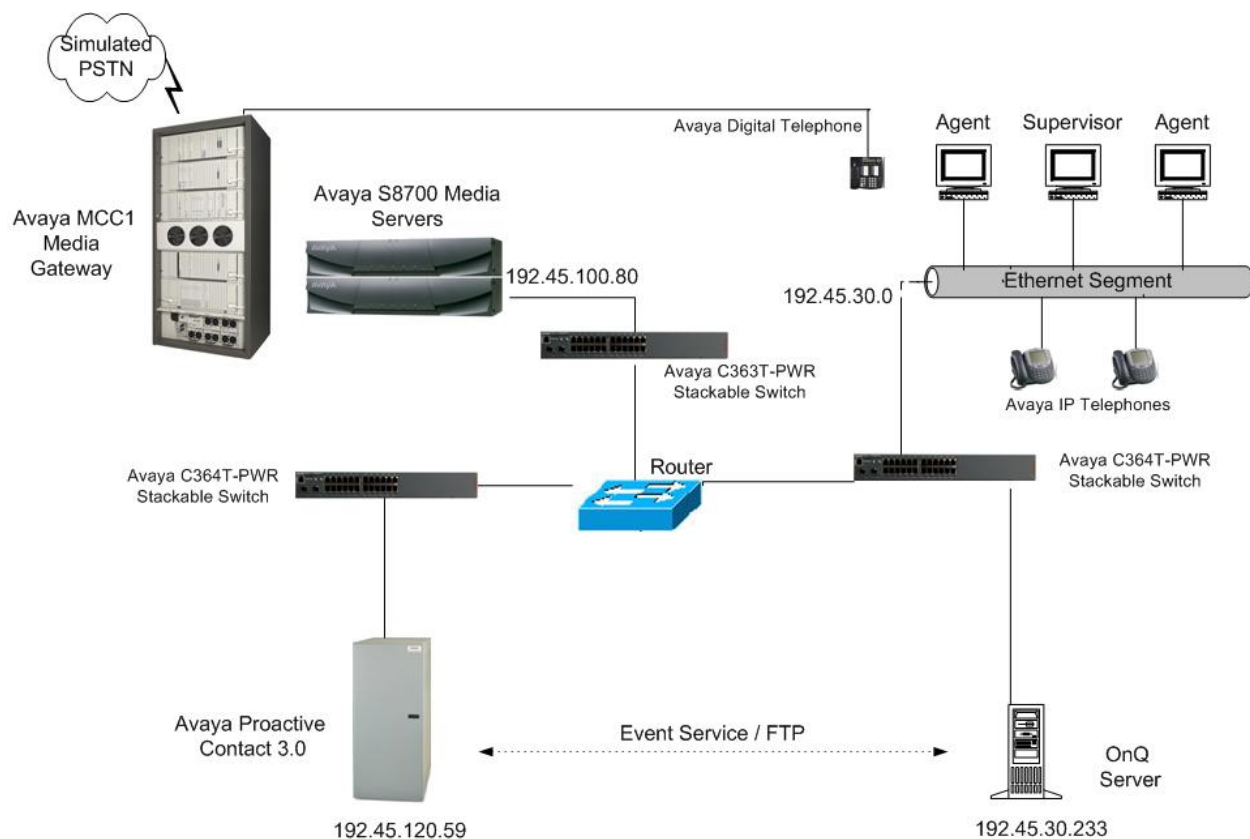 Simulated
PSTN
Avaya Digital Telephone
Agent
Supervisor
Agent
Avaya MCC1
Media
Gateway
Avaya S8700 Media
Servers
AVAYA
AVAYA
192.45.100.80
192.45.30.0
Ethernet Segment
Avaya C363T-PWR
Stackable Switch
Avaya IP Telephones
Avaya C364T-PWR
Stackable Switch
Router
Avaya C364T-PWR
Stackable Switch
Avaya Proactive
Contact 3.0
Event Service / FTP
OnQ
Server
192.45.120.59
192.45.30.233